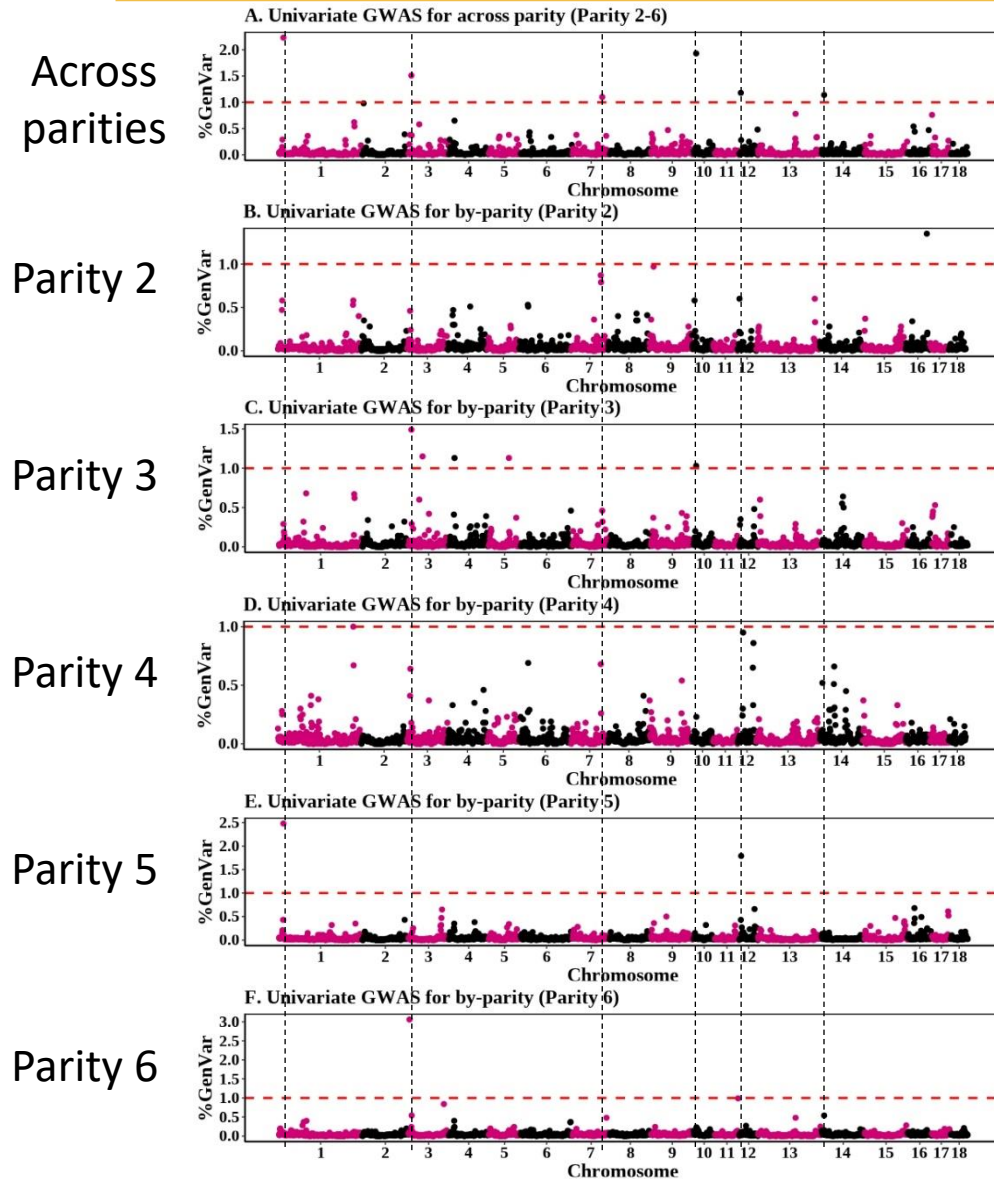 Across
parities
A. Univariate GWAS for across parity (Parity 2-6)
%GenVar
2.0
1.5
1.0
0.5
0.0
1 2 3 4 5 6 7 8 9 10 11 12 13 14 15 16 17 18
Chromosome
Parity 2
B. Univariate GWAS for by-parity (Parity 2)
%GenVar
1.0
0.5
0.0
1 2 3 4 5 6 7 8 9 10 11 12 13 14 15 16 17 18
Chromosome
Parity 3
C. Univariate GWAS for by-parity (Parity 3)
%GenVar
1.5
1.0
0.5
0.0
1 2 3 4 5 6 7 8 9 10 11 12 13 14 15 16 17 18
Chromosome
Parity 4
D. Univariate GWAS for by-parity (Parity 4)
%GenVar
1.0
0.5
0.0
1 2 3 4 5 6 7 8 9 10 11 12 13 14 15 16 17 18
Chromosome
Parity 5
E. Univariate GWAS for by-parity (Parity 5)
%GenVar
2.5
2.0
1.5
1.0
0.5
0.0
1 2 3 4 5 6 7 8 9 10 11 12 13 14 15 16 17 18
Chromosome
Parity 6
F. Univariate GWAS for by-parity (Parity 6)
%GenVar
3.0
2.5
2.0
1.5
1.0
0.5
0.0
1 2 3 4 5 6 7 8 9 10 11 12 13 14 15 16 17 18
Chromosome